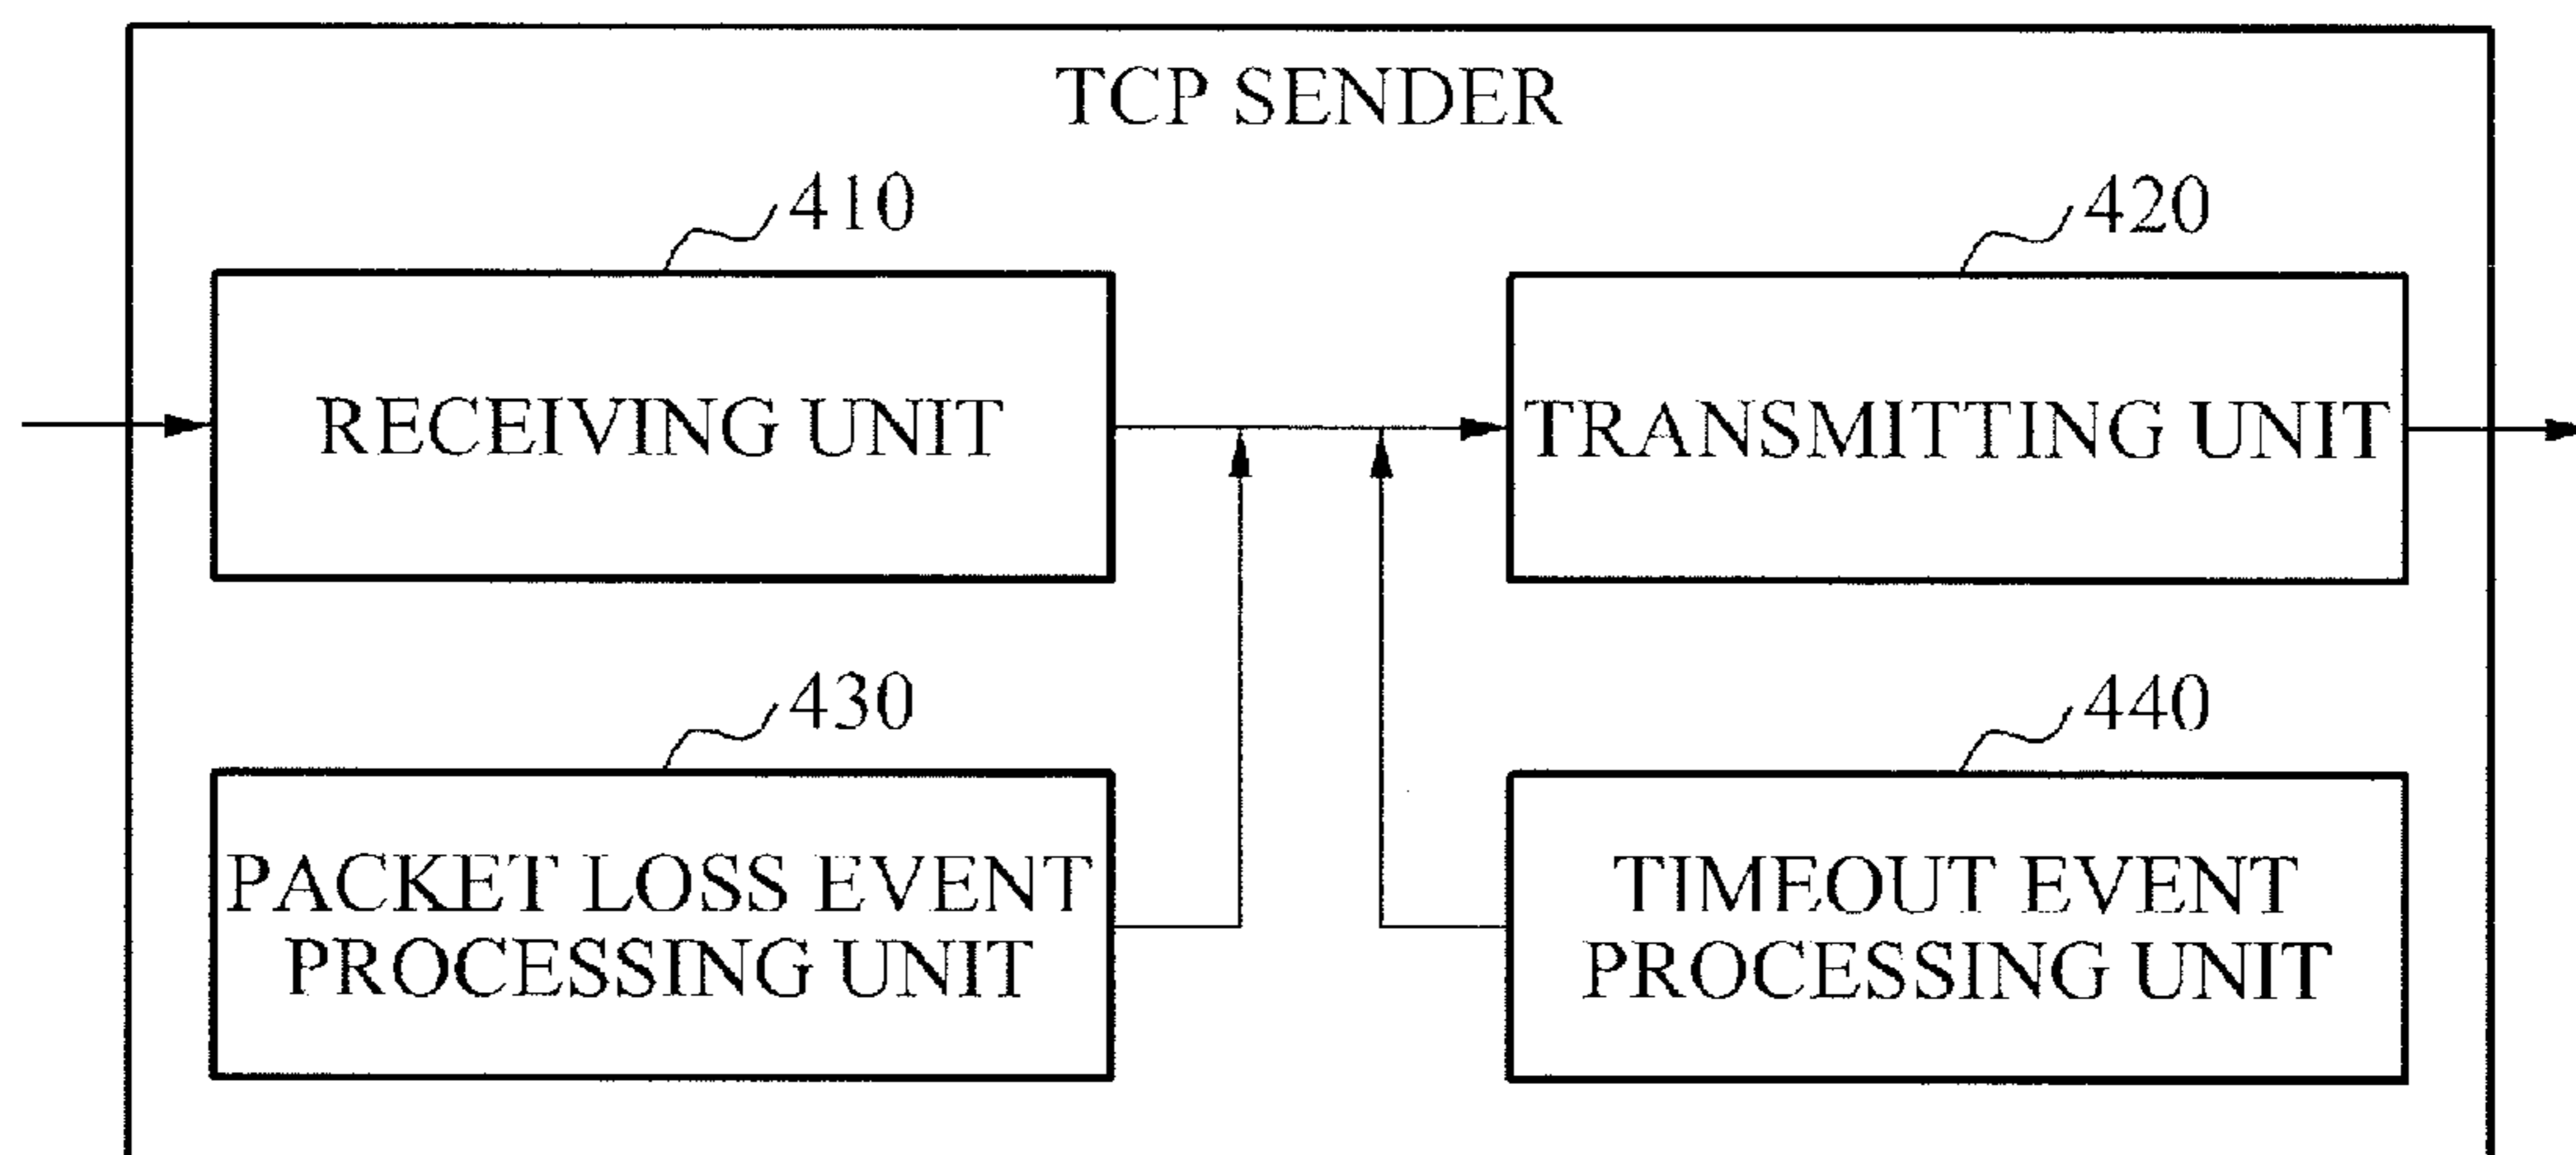 TCP SENDER
410
420
RECEIVING UNIT
TRANSMITTING UNIT
430
440
PACKET LOSS EVENT
PROCESSING UNIT
TIMEOUT EVENT
PROCESSING UNIT